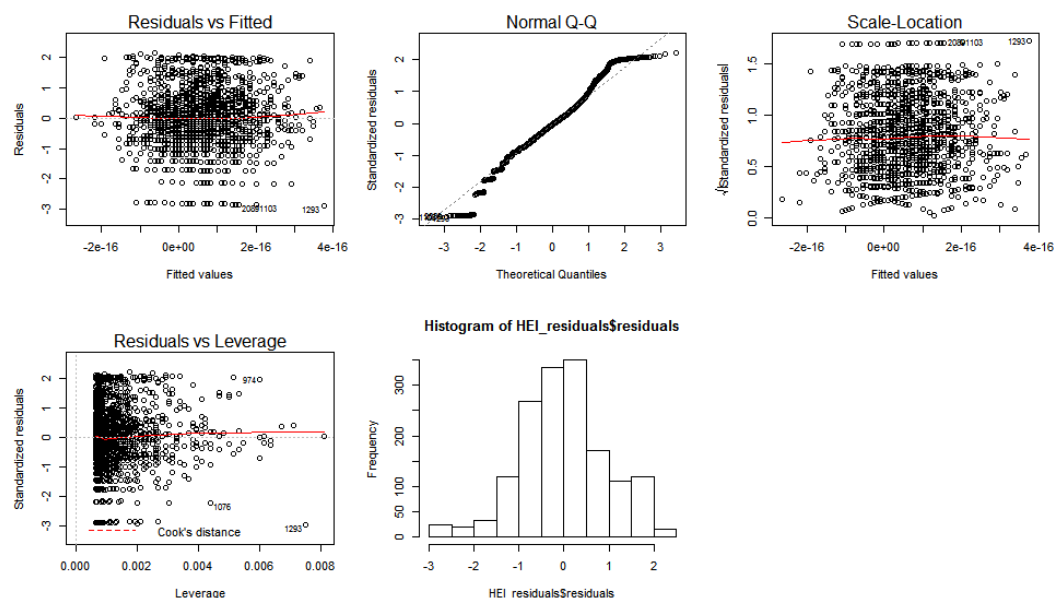 Residuals vs Fitted
Residuals
2
1
0
-1
-2
-3
20891103
1293
-2e-16 0e+00 2e-16 4e-16
Fitted values
Normal Q-Q
Standardized residuals
2
1
0
-1
-2
-3
-3 -2 -1 0 1 2 3
Theoretical Quantiles
Scale-Location
√|Standardized residuals|
1.5
1.0
0.5
0.0
20891103
1293
-2e-16 0e+00 2e-16 4e-16
Fitted values
Residuals vs Leverage
Standardized residuals
2
1
0
-1
-2
-3
974
1076
1293
Cook's distance
0.000 0.002 0.004 0.006 0.008
Leverage
Histogram of HEI_residuals$residuals
Frequency
300
100
50
0
-3 -2 -1 0 1 2
HEI_residuals$residuals